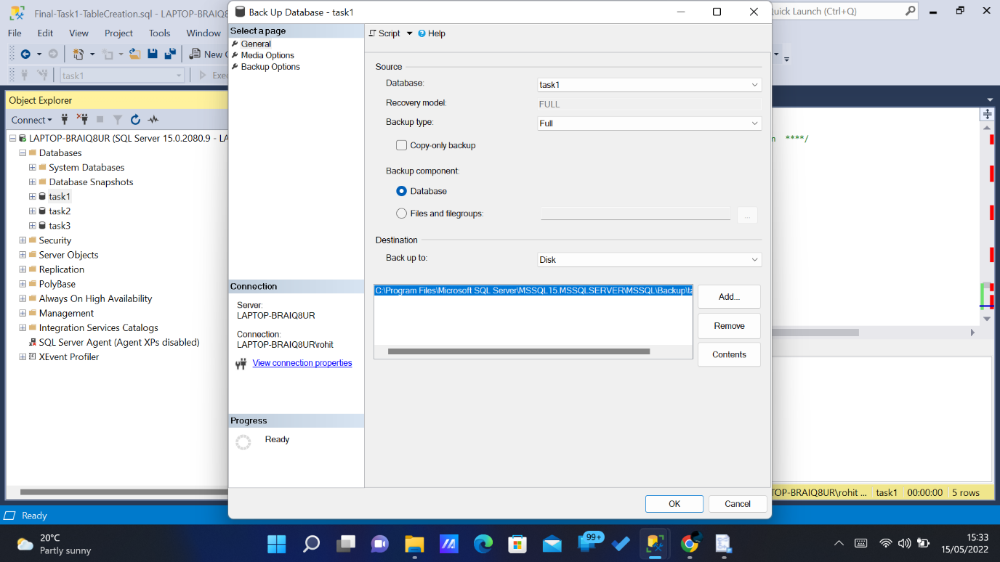 Final-Task1-TableCreation.sql - LAPTOP-BRAIQ8
Quick Launch (Ctrl+Q)
File Edit View Project Tools Window
New
task1
Exec
Object Explorer
Connect
LAPTOP-BRAIQ8UR (SQL Server 15.0.2080.9 - LA
Databases
System Databases
Database Snapshots
task1
task2
task3
Security
Server Objects
Replication
PolyBase
Always On High Availability
Management
Integration Services Catalogs
SQL Server Agent (Agent XPs disabled)
XEvent Profiler
Back Up Database - task1
Select a page
General
Media Options
Backup Options
Connection
Server:
LAPTOP-BRAIQ8UR
Connection:
LAPTOP-BRAIQ8UR\rohit
View connection properties
Progress
Ready
Script Help
Source
Database: task1
Recovery model: FULL
Backup type: Full
Copy-only backup
Backup component:
Database
Files and filegroups:
...
Destination
Back up to: Disk
C:\Program Files\Microsoft SQL Server\MSSQL15.MSSQLSERVER\MSSQL\Backup\ta
Add...
Remove
Contents
OK Cancel
n ****/
TOP-BRAIQ8UR\rohit ... task1 00:00:00 5 rows
Ready
20°C
Partly sunny
99+
15:33
15/05/2022